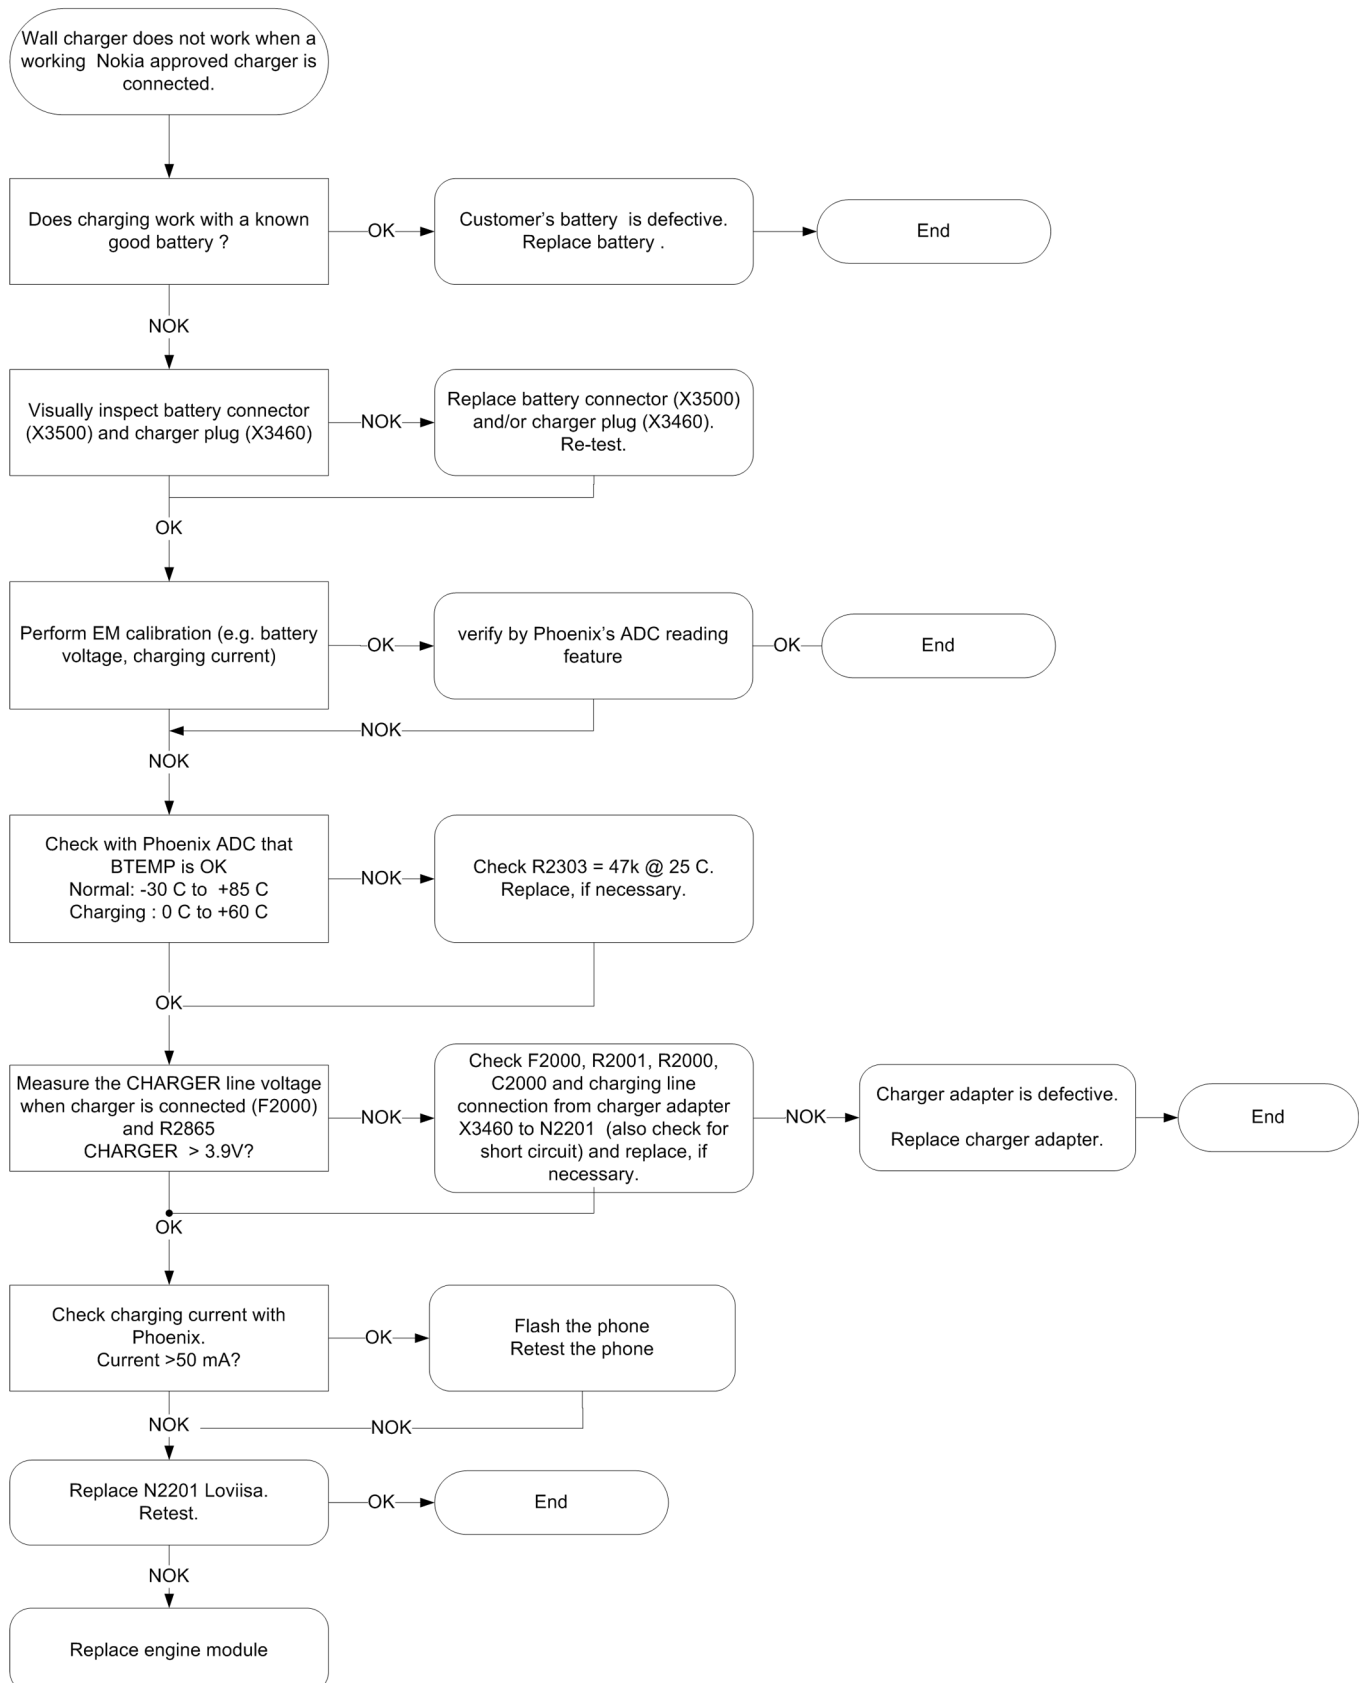 Wall charger does not work when a
working Nokia approved charger is
connected.
Does charging work with a known
good battery ?
OK
Customer's battery is defective.
Replace battery .
End
NOK
Visually inspect battery connector
(X3500) and charger plug (X3460)
NOK
Replace battery connector (X3500)
and/or charger plug (X3460).
Re-test.
OK
Perform EM calibration (e.g. battery
voltage, charging current)
OK
verify by Phoenix's ADC reading
feature
OK
End
NOK
NOK
Check with Phoenix ADC that
BTEMP is OK
Normal: -30 C to +85 C
Charging : 0 C to +60 C
NOK
Check R2303 = 47k @ 25 C.
Replace, if necessary.
OK
Measure the CHARGER line voltage
when charger is connected (F2000)
and R2865
CHARGER > 3.9V?
NOK
Check F2000, R2001, R2000,
C2000 and charging line
connection from charger adapter
X3460 to N2201 (also check for
short circuit) and replace, if
necessary.
NOK
Charger adapter is defective.
Replace charger adapter.
End
OK
Check charging current with
Phoenix.
Current >50 mA?
OK
Flash the phone
Retest the phone
NOK
NOK
Replace N2201 Loviisa.
Retest.
OK
End
NOK
Replace engine module